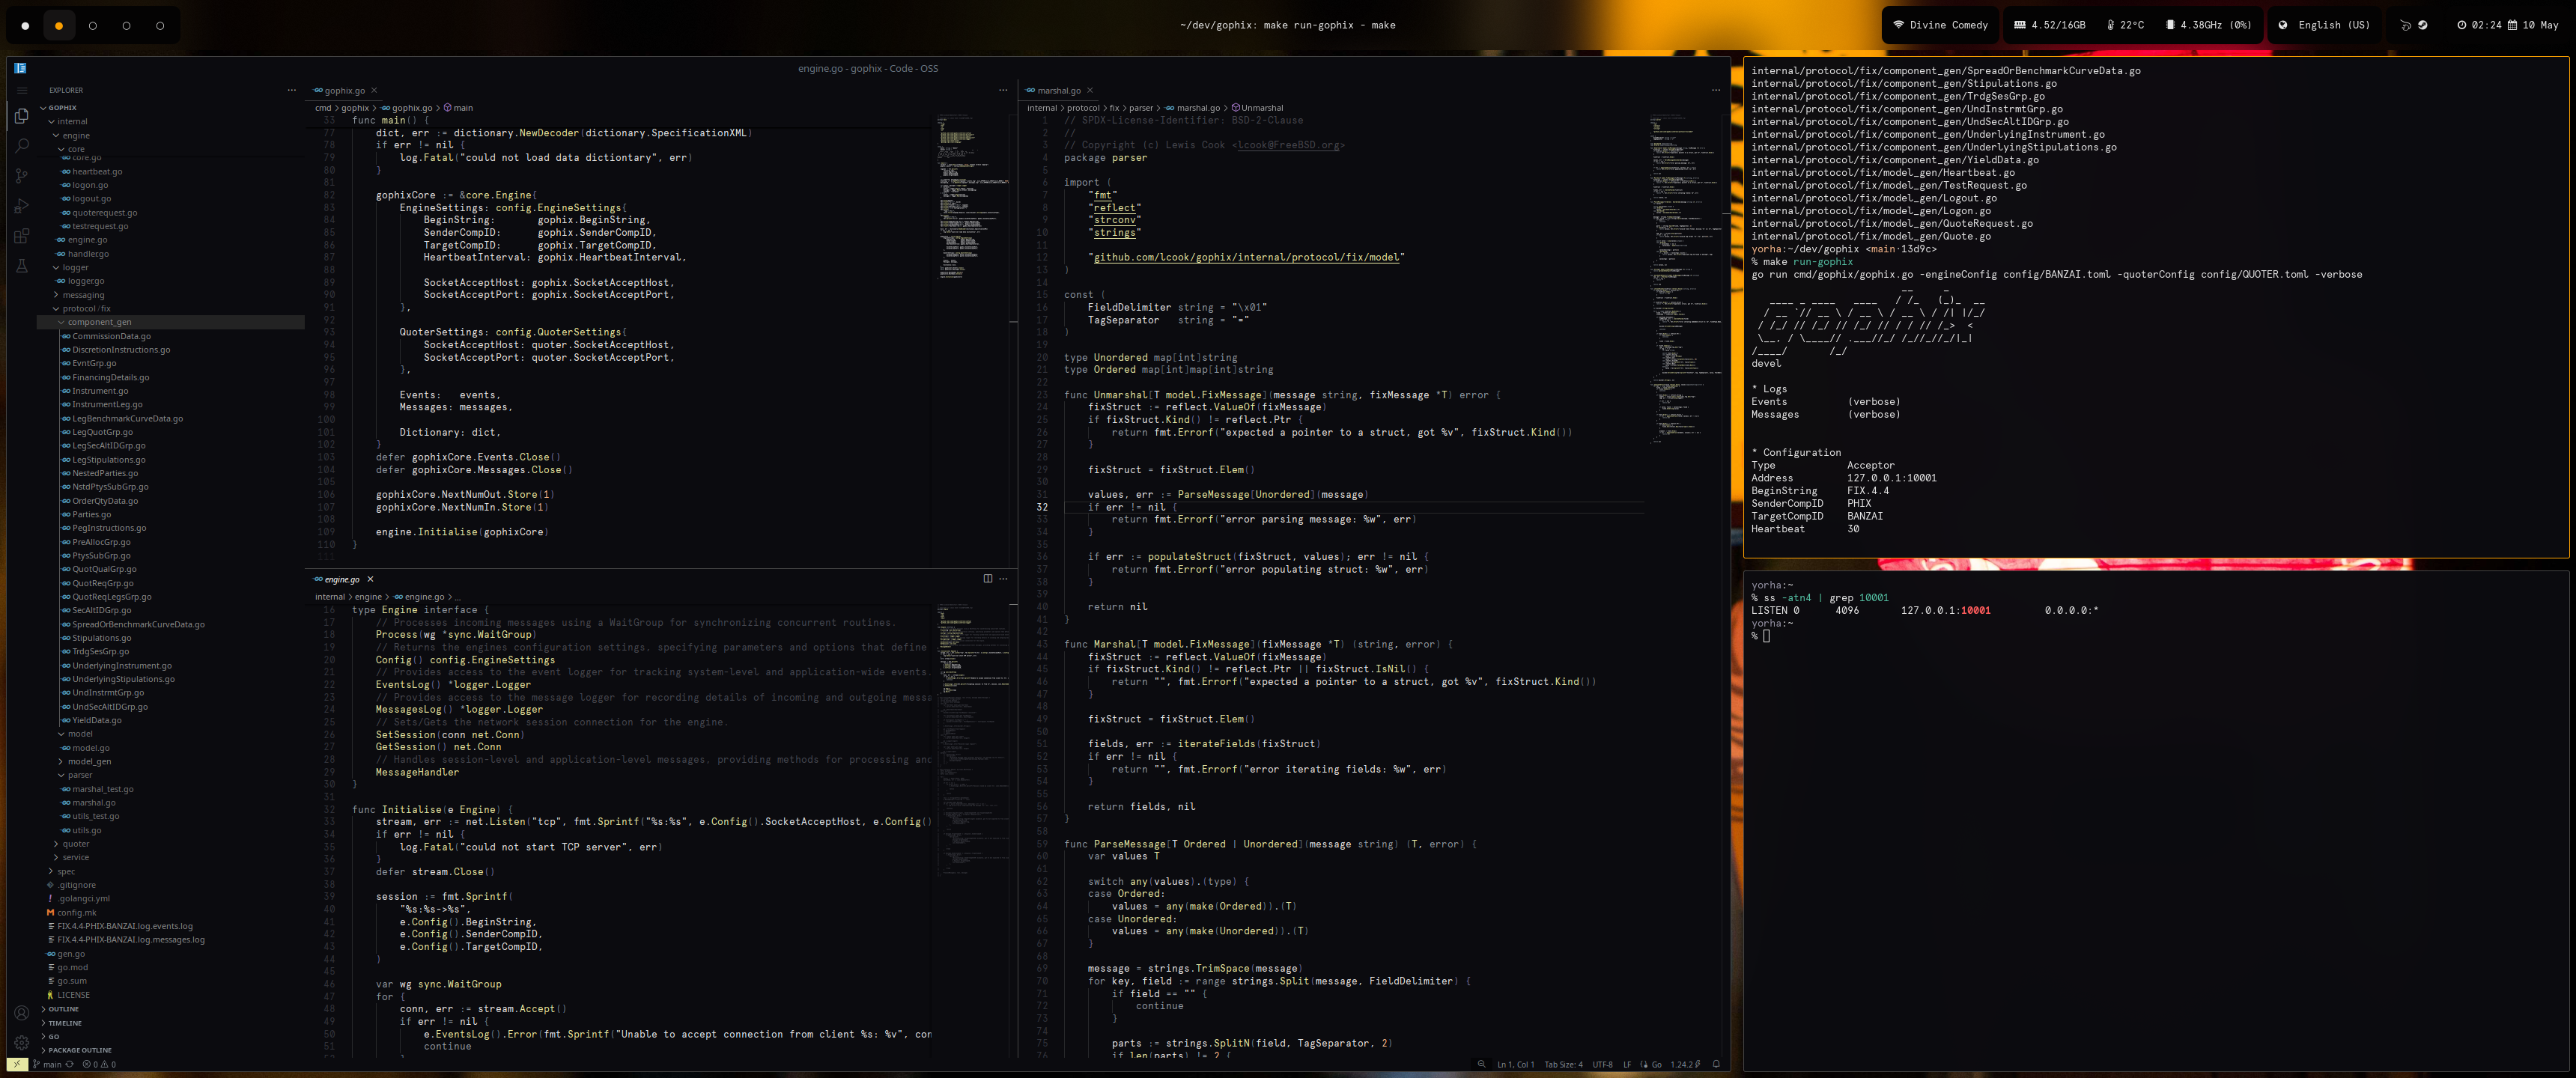 ~/dev/gophix: make run-gophix - make
Divine Comedy
4.52/16GB
22°C
4.38GHz (0%)
English (US)
02:24
10 May
engine.go - gophix - Code - OSS
EXPLORER
GOPHIX
internal
engine
core
core.go
heartbeat.go
logon.go
logout.go
quoterequest.go
testrequest.go
engine.go
handler.go
logger
logger.go
messaging
protocol/fix
component_gen
CommissionData.go
DiscretionInstructions.go
EvntGrp.go
FinancingDetails.go
Instrument.go
InstrumentLeg.go
LegBenchmarkCurveData.go
LegQuotGrp.go
LegSecAltIDGrp.go
LegStipulations.go
NestedParties.go
NstdPtysSubGrp.go
OrderQtyData.go
Parties.go
PegInstructions.go
PreAllocGrp.go
PtysSubGrp.go
QuotQualGrp.go
QuotReqGrp.go
QuotReqLegsGrp.go
SecAltIDGrp.go
SpreadOrBenchmarkCurveData.go
Stipulations.go
TrdgSesGrp.go
UnderlyingInstrument.go
UnderlyingStipulations.go
UndInstrmtGrp.go
UndSecAltIDGrp.go
YieldData.go
model
model.go
model_gen
parser
marshal_test.go
marshal.go
utils_test.go
utils.go
quoter
service
spec
.gitignore
.golangci.yml
config.mk
FIX.4.4-PHIX-BANZAI.log.events.log
FIX.4.4-PHIX-BANZAI.log.messages.log
gen.go
go.mod
go.sum
LICENSE
OUTLINE
TIMELINE
GO
PACKAGE OUTLINE
main
0 0
gophix.go
cmd > gophix > gophix.go > main
33 func main() {
77 dict, err := dictionary.NewDecoder(dictionary.SpecificationXML)
78 if err != nil {
79 log.Fatal("could not load data dictiontary", err)
80 }
81
82 gophixCore := &core.Engine{
83 EngineSettings: config.EngineSettings{
84 BeginString: gophix.BeginString,
85 SenderCompID: gophix.SenderCompID,
86 TargetCompID: gophix.TargetCompID,
87 HeartbeatInterval: gophix.HeartbeatInterval,
88
89 SocketAcceptHost: gophix.SocketAcceptHost,
90 SocketAcceptPort: gophix.SocketAcceptPort,
91 },
92
93 QuoterSettings: config.QuoterSettings{
94 SocketAcceptHost: quoter.SocketAcceptHost,
95 SocketAcceptPort: quoter.SocketAcceptPort,
96 },
97
98 Events: events,
99 Messages: messages,
100
101 Dictionary: dict,
102 }
103 defer gophixCore.Events.Close()
104 defer gophixCore.Messages.Close()
105
106 gophixCore.NextNumOut.Store(1)
107 gophixCore.NextNumIn.Store(1)
108
109 engine.Initialise(gophixCore)
110 }
111
engine.go
internal > engine > engine.go > ...
16 type Engine interface {
17 // Processes incoming messages using a WaitGroup for synchronizing concurrent routines.
18 Process(wg *sync.WaitGroup)
19 // Returns the engines configuration settings, specifying parameters and options that define
20 Config() config.EngineSettings
21 // Provides access to the event logger for tracking system-level and application-wide events.
22 EventsLog() *logger.Logger
23 // Provides access to the message logger for recording details of incoming and outgoing messa
24 MessagesLog() *logger.Logger
25 // Sets/Gets the network session connection for the engine.
26 SetSession(conn net.Conn)
27 GetSession() net.Conn
28 // Handles session-level and application-level messages, providing methods for processing and
29 MessageHandler
30 }
31
32 func Initialise(e Engine) {
33 stream, err := net.Listen("tcp", fmt.Sprintf("%s:%s", e.Config().SocketAcceptHost, e.Config()
34 if err != nil {
35 log.Fatal("could not start TCP server", err)
36 }
37 defer stream.Close()
38
39 session := fmt.Sprintf(
40 "%s:%s->%s",
41 e.Config().BeginString,
42 e.Config().SenderCompID,
43 e.Config().TargetCompID,
44 )
45
46 var wg sync.WaitGroup
47 for {
48 conn, err := stream.Accept()
49 if err != nil {
50 e.EventsLog().Error(fmt.Sprintf("Unable to accept connection from client %s: %v", con
51 continue
marshal.go
internal > protocol > fix > parser > marshal.go > Unmarshal
1 // SPDX-License-Identifier: BSD-2-Clause
2 //
3 // Copyright (c) Lewis Cook <lcook@FreeBSD.org>
4 package parser
5
6 import (
7 "fmt"
8 "reflect"
9 "strconv"
10 "strings"
11
12 "github.com/lcook/gophix/internal/protocol/fix/model"
13 )
14
15 const (
16 FieldDelimiter string = "\x01"
17 TagSeparator string = "="
18 )
19
20 type Unordered map[int]string
21 type Ordered map[int]map[int]string
22
23 func Unmarshal[T model.FixMessage](message string, fixMessage *T) error {
24 fixStruct := reflect.ValueOf(fixMessage)
25 if fixStruct.Kind() != reflect.Ptr {
26 return fmt.Errorf("expected a pointer to a struct, got %v", fixStruct.Kind())
27 }
28
29 fixStruct = fixStruct.Elem()
30
31 values, err := ParseMessage[Unordered](message)
32 if err != nil {
33 return fmt.Errorf("error parsing message: %w", err)
34 }
35
36 if err := populateStruct(fixStruct, values); err != nil {
37 return fmt.Errorf("error populating struct: %w", err)
38 }
39
40 return nil
41 }
42
43 func Marshal[T model.FixMessage](fixMessage *T) (string, error) {
44 fixStruct := reflect.ValueOf(fixMessage)
45 if fixStruct.Kind() != reflect.Ptr || fixStruct.IsNil() {
46 return "", fmt.Errorf("expected a pointer to a struct, got %v", fixStruct.Kind())
47 }
48
49 fixStruct = fixStruct.Elem()
50
51 fields, err := iterateFields(fixStruct)
52 if err != nil {
53 return "", fmt.Errorf("error iterating fields: %w", err)
54 }
55
56 return fields, nil
57 }
58
59 func ParseMessage[T Ordered | Unordered](message string) (T, error) {
60 var values T
61
62 switch any(values).(type) {
63 case Ordered:
64 values = any(make(Ordered)).(T)
65 case Unordered:
66 values = any(make(Unordered)).(T)
67 }
68
69 message = strings.TrimSpace(message)
70 for key, field := range strings.Split(message, FieldDelimiter) {
71 if field == "" {
72 continue
73 }
74
75 parts := strings.SplitN(field, TagSeparator, 2)
76 if len(parts) != 2 {
Ln 1, Col 1 Tab Size: 4 UTF-8 LF Go 1.24.2
internal/protocol/fix/component_gen/SpreadOrBenchmarkCurveData.go
internal/protocol/fix/component_gen/Stipulations.go
internal/protocol/fix/component_gen/TrdgSesGrp.go
internal/protocol/fix/component_gen/UndInstrmtGrp.go
internal/protocol/fix/component_gen/UndSecAltIDGrp.go
internal/protocol/fix/component_gen/UnderlyingInstrument.go
internal/protocol/fix/component_gen/UnderlyingStipulations.go
internal/protocol/fix/component_gen/YieldData.go
internal/protocol/fix/model_gen/Heartbeat.go
internal/protocol/fix/model_gen/TestRequest.go
internal/protocol/fix/model_gen/Logout.go
internal/protocol/fix/model_gen/Logon.go
internal/protocol/fix/model_gen/QuoteRequest.go
internal/protocol/fix/model_gen/Quote.go
yorha:~/dev/gophix <main·13d9c>
% make run-gophix
go run cmd/gophix/gophix.go -engineConfig config/BANZAI.toml -quoterConfig config/QUOTER.toml -verbose
devel
* Logs
Events (verbose)
Messages (verbose)
* Configuration
Type Acceptor
Address 127.0.0.1:10001
BeginString FIX.4.4
SenderCompID PHIX
TargetCompID BANZAI
Heartbeat 30
yorha:~
% ss -atn4 | grep 10001
LISTEN 0 4096 127.0.0.1:10001 0.0.0.0:*
yorha:~
%